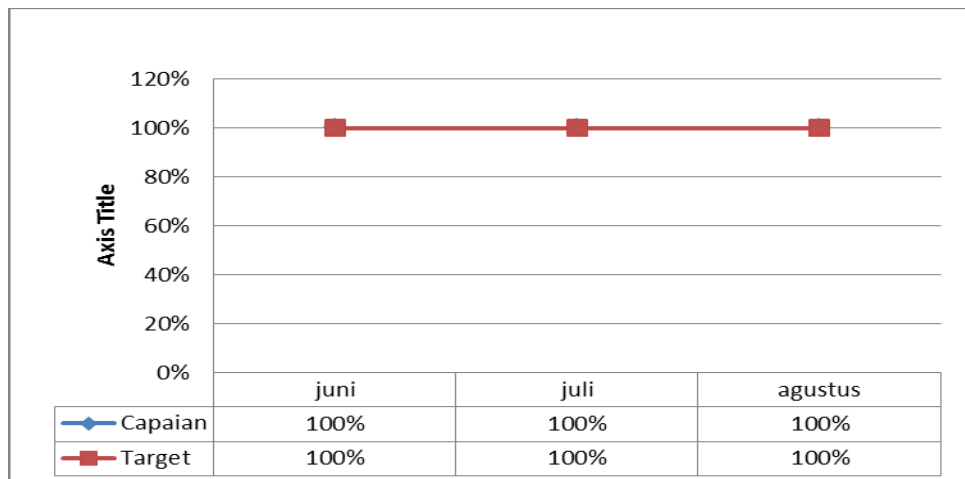 120%
100%
80%
60%
40%
20%
0%
Axis Title
juni juli agustus
Capaian 100% 100% 100%
Target 100% 100% 100%